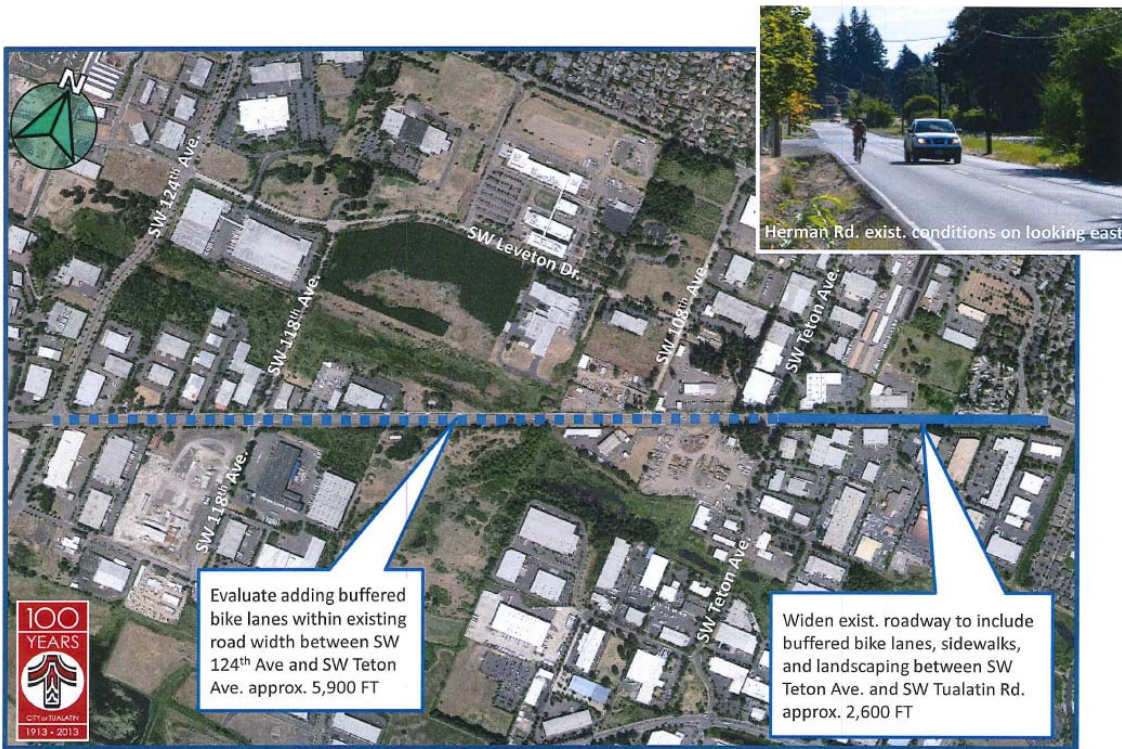 N
Herman Rd. exist. conditions on looking east
SW 124th Ave.
SW Leveton Dr.
SW 118th Ave.
SW 108th Ave.
SW Teton Ave.
SW 118th Ave.
SW Teton Ave.
Evaluate adding buffered
bike lanes within existing
road width between SW
124th Ave and SW Teton
Ave. approx. 5,900 FT
Widen exist. roadway to include
buffered bike lanes, sidewalks,
and landscaping between SW
Teton Ave. and SW Tualatin Rd.
approx. 2,600 FT
100
YEARS
CITY OF TUALATIN
1913 - 2013